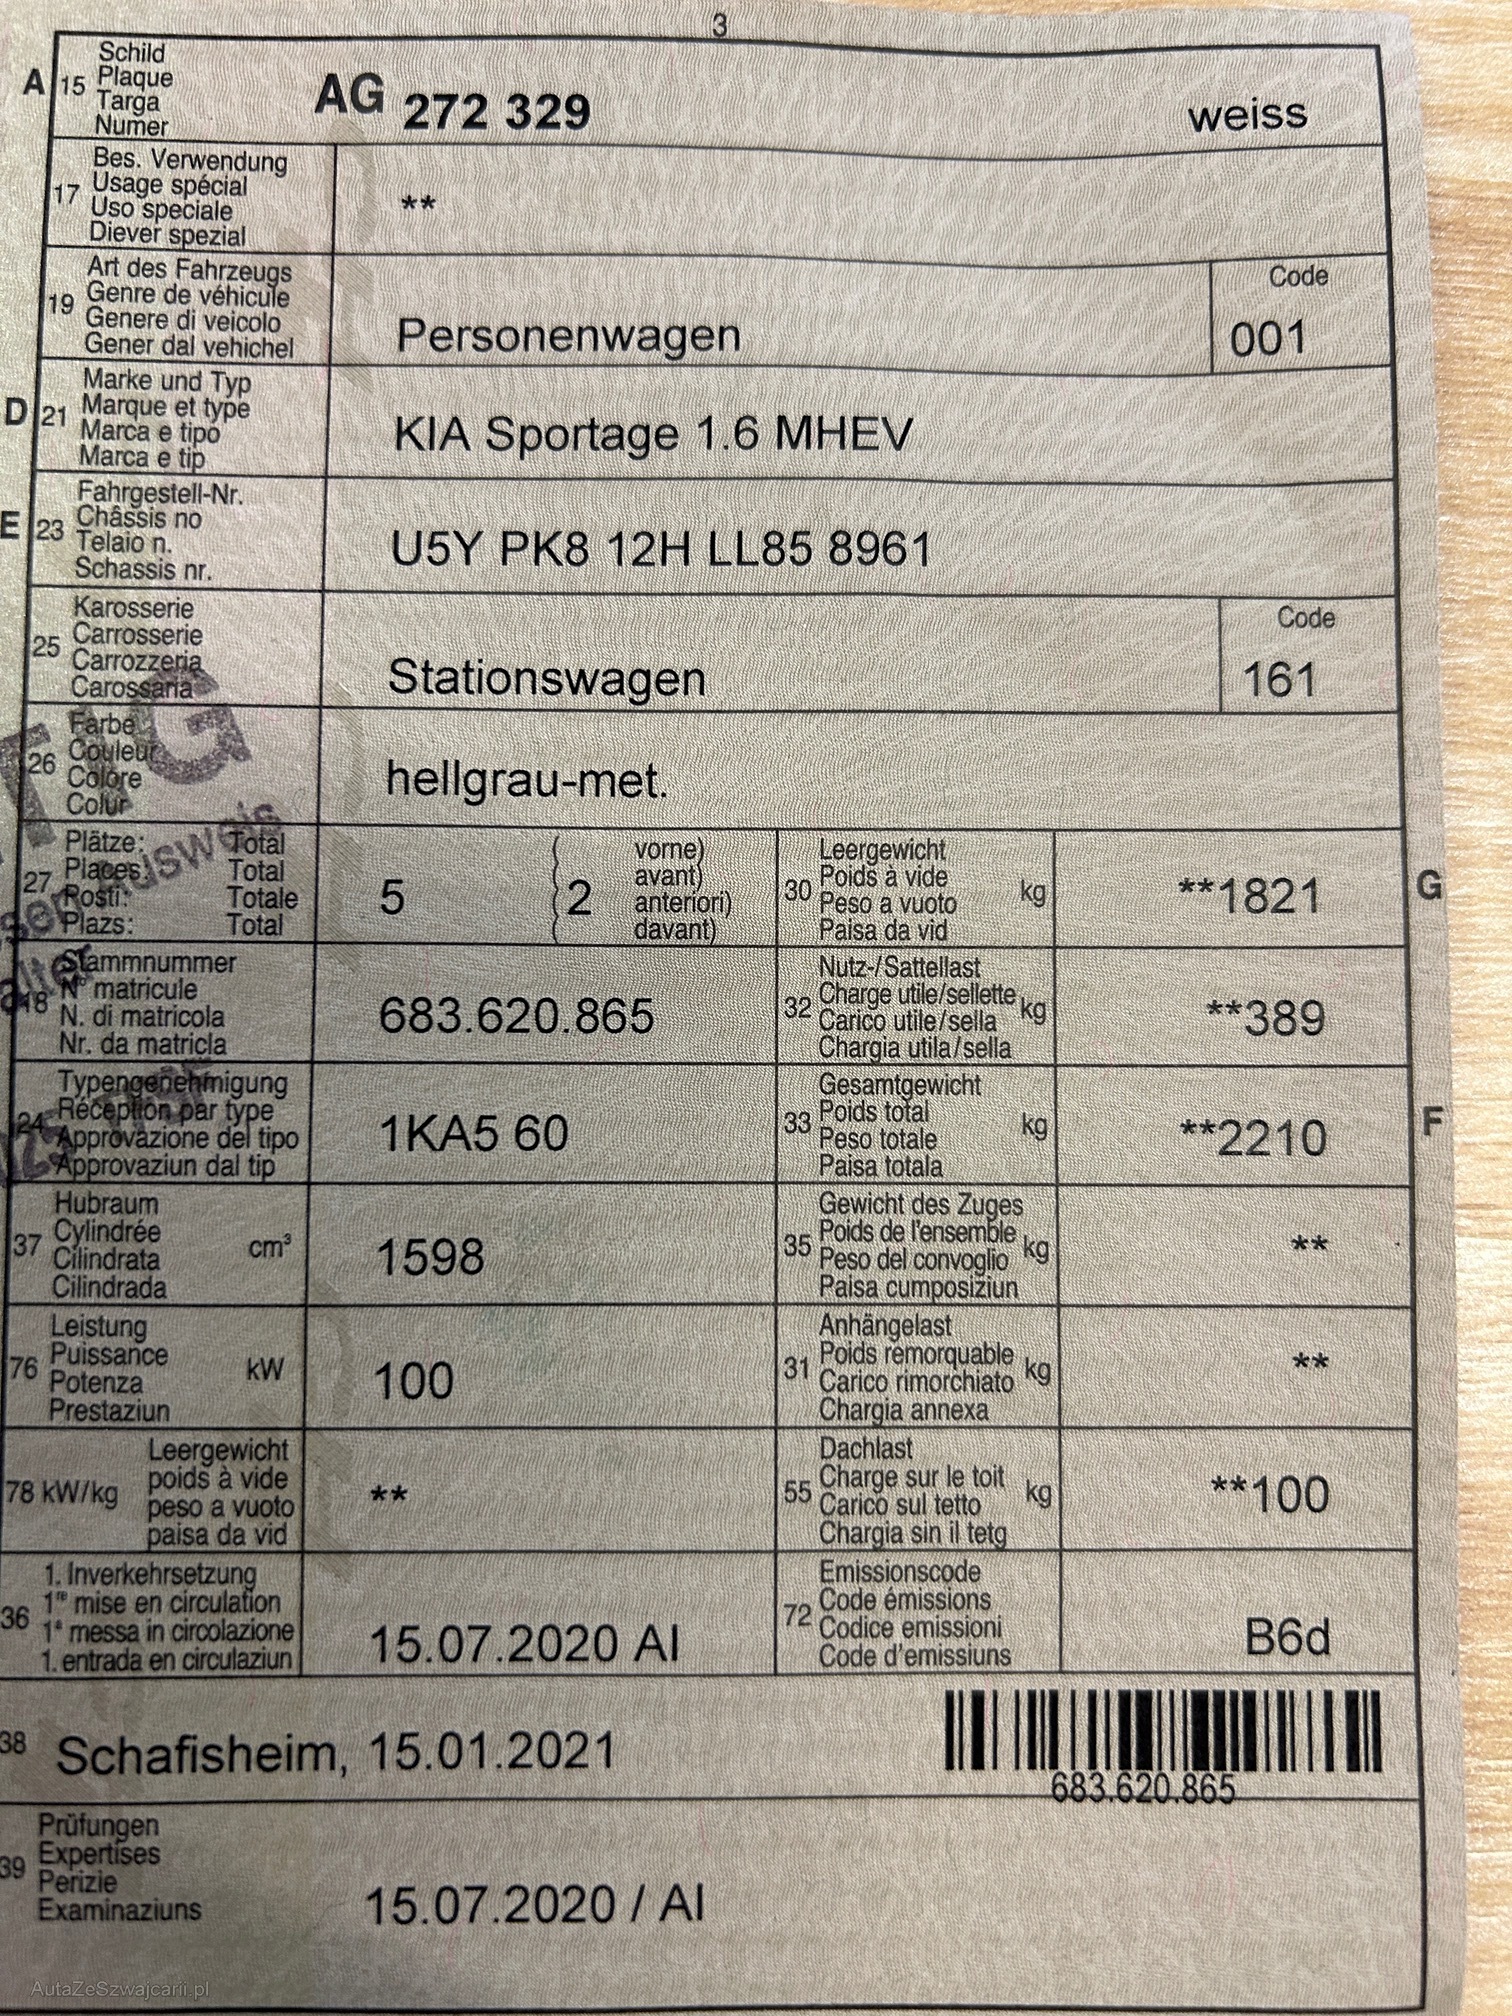 3
A 15 Schild
Plaque
Targa
Numer
AG 272 329 weiss
17 Bes. Verwendung
Usage spécial
Uso speciale
Diever spezial
**
19 Art des Fahrzeugs
Genre de véhicule
Genere di veicolo
Gener dal vehichel
Personenwagen
Code
001
D 21 Marke und Typ
Marque et type
Marca e tipo
Marca e tip
KIA Sportage 1.6 MHEV
E 23 Fahrgestell-Nr.
Châssis no
Telaio n.
Schassis nr.
U5Y PK8 12H LL85 8961
25 Karosserie
Carrosserie
Carrozzeria
Carossaria
Stationswagen
Code
161
26 Farbe
Couleur
Colore
Colur
hellgrau-met.
27 Plätze: Total
Places: Total
Posti: Totale
Plazs: Total
5 ( 2 vorne)
avant)
anteriori)
davant)
30 Leergewicht
Poids à vide
Peso a vuoto
Paisa da vid
kg
**1821
G
18 Stammnummer
N° matricule
N. di matricola
Nr. da matricla
683.620.865
32 Nutz-/Sattellast
Charge utile/sellette
Carico utile/sella
Chargia utila/sella
kg
**389
24 Typengenehmigung
Réception par type
Approvazione del tipo
Approvaziun dal tip
1KA5 60
33 Gesamtgewicht
Poids total
Peso totale
Paisa totala
kg
**2210
F
37 Hubraum
Cylindrée
Cilindrata
Cilindrada
cm³
1598
35 Gewicht des Zuges
Poids de l'ensemble
Peso del convoglio
Paisa cumposiziun
kg
**
76 Leistung
Puissance
Potenza
Prestaziun
kW
100
31 Anhängelast
Poids remorquable
Carico rimorchiato
Chargia annexa
kg
**
78 kW/kg Leergewicht
poids à vide
peso a vuoto
paisa da vid
**
55 Dachlast
Charge sur le toit
Carico sul tetto
Chargia sin il tetg
kg
**100
36 1. Inverkehrsetzung
1re mise en circulation
1a messa in circolazione
1. entrada en circulaziun
15.07.2020 AI
72 Emissionscode
Code émissions
Codice emissioni
Code d'emissiuns
B6d
38 Schafisheim, 15.01.2021
683.620.865
39 Prüfungen
Expertises
Perizie
Examinaziuns
15.07.2020 / AI
AutaZeSzwajcarii.pl